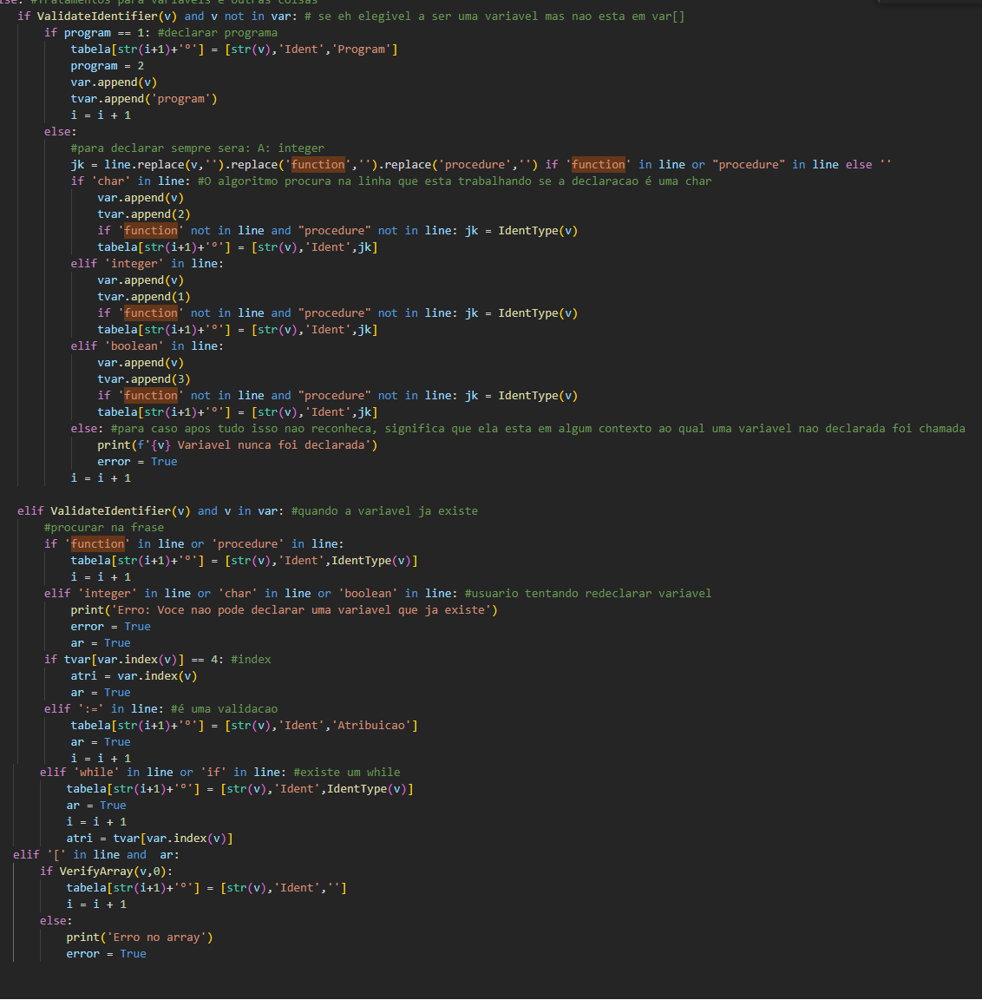 else: #Tratamentos para variaveis e outras coisas
if ValidateIdentifier(v) and v not in var: # se eh elegivel a ser uma variavel mas nao esta em var[]
if program == 1: #declarar programa
tabela[str(i+1)+'°'] = [str(v),'Ident','Program']
program = 2
var.append(v)
tvar.append('program')
i = i + 1
else:
#para declarar sempre sera: A: integer
jk = line.replace(v,'').replace('function','').replace('procedure','') if 'function' in line or "procedure" in line else ''
if 'char' in line: #O algoritmo procura na linha que esta trabalhando se a declaracao é uma char
var.append(v)
tvar.append(2)
if 'function' not in line and "procedure" not in line: jk = IdentType(v)
tabela[str(i+1)+'°'] = [str(v),'Ident',jk]
elif 'integer' in line:
var.append(v)
tvar.append(1)
if 'function' not in line and "procedure" not in line: jk = IdentType(v)
tabela[str(i+1)+'°'] = [str(v),'Ident',jk]
elif 'boolean' in line:
var.append(v)
tvar.append(3)
if 'function' not in line and "procedure" not in line: jk = IdentType(v)
tabela[str(i+1)+'°'] = [str(v),'Ident',jk]
else: #para caso apos tudo isso nao reconheca, significa que ela esta em algum contexto ao qual uma variavel nao declarada foi chamada
print(f'{v} Variavel nunca foi declarada')
error = True
i = i + 1
elif ValidateIdentifier(v) and v in var: #quando a variavel ja existe
#procurar na frase
if 'function' in line or 'procedure' in line:
tabela[str(i+1)+'°'] = [str(v),'Ident',IdentType(v)]
i = i + 1
elif 'integer' in line or 'char' in line or 'boolean' in line: #usuario tentando redeclarar variavel
print('Erro: Voce nao pode declarar uma variavel que ja existe')
error = True
ar = True
if tvar[var.index(v)] == 4: #index
atri = var.index(v)
ar = True
elif ':=' in line: #é uma validacao
tabela[str(i+1)+'°'] = [str(v),'Ident','Atribuicao']
ar = True
i = i + 1
elif 'while' in line or 'if' in line: #existe um while
tabela[str(i+1)+'°'] = [str(v),'Ident',IdentType(v)]
ar = True
i = i + 1
atri = tvar[var.index(v)]
elif '[' in line and  ar:
if VerifyArray(v,0):
tabela[str(i+1)+'°'] = [str(v),'Ident','']
i = i + 1
else:
print('Erro no array')
error = True